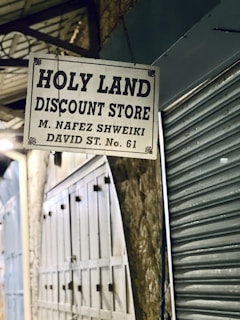 HOLY LAND
DISCOUNT STORE
M. NAFEZ SHWEIKI
DAVID ST. No. 61